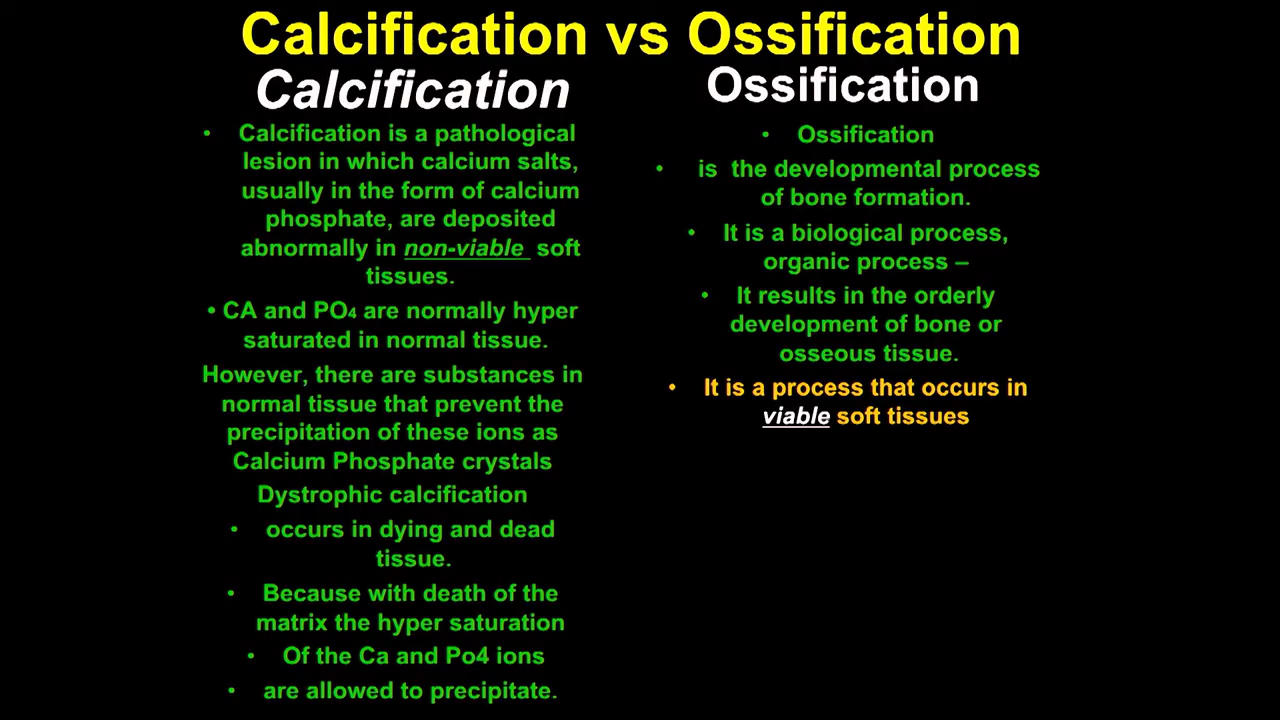 Calcification vs Ossification
Calcification
• Calcification is a pathological
lesion in which calcium salts,
usually in the form of calcium
phosphate, are deposited
abnormally in non-viable soft
tissues.
• CA and PO₄ are normally hyper
saturated in normal tissue.
However, there are substances in
normal tissue that prevent the
precipitation of these ions as
Calcium Phosphate crystals
Dystrophic calcification
• occurs in dying and dead
tissue.
• Because with death of the
matrix the hyper saturation
• Of the Ca and Po4 ions
• are allowed to precipitate.
Ossification
• Ossification
• is the developmental process
of bone formation.
• It is a biological process,
organic process –
• It results in the orderly
development of bone or
osseous tissue.
• It is a process that occurs in
viable soft tissues